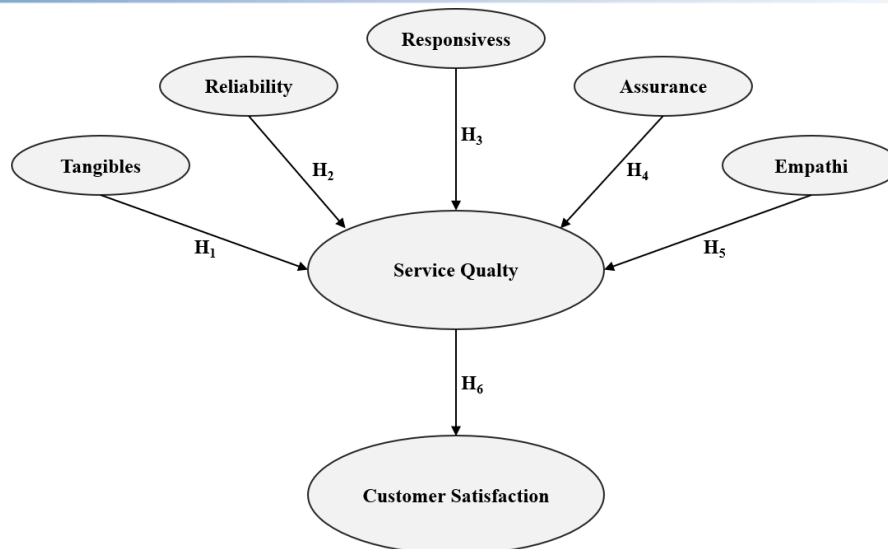 Responsivess
Reliability
Assurance
Tangibles
Empathi
H3
H2
H4
H1
H5
Service Qualty
H6
Customer Satisfaction